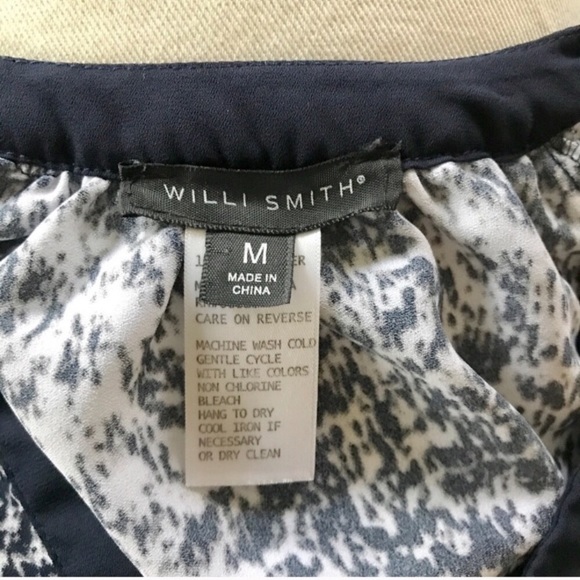 WILLI SMITH®
M
MADE IN
CHINA
CARE ON REVERSE
MACHINE WASH COLD
GENTLE CYCLE
WITH LIKE COLORS
NON CHLORINE
BLEACH
HANG TO DRY
COOL IRON IF
NECESSARY
OR DRY CLEAN